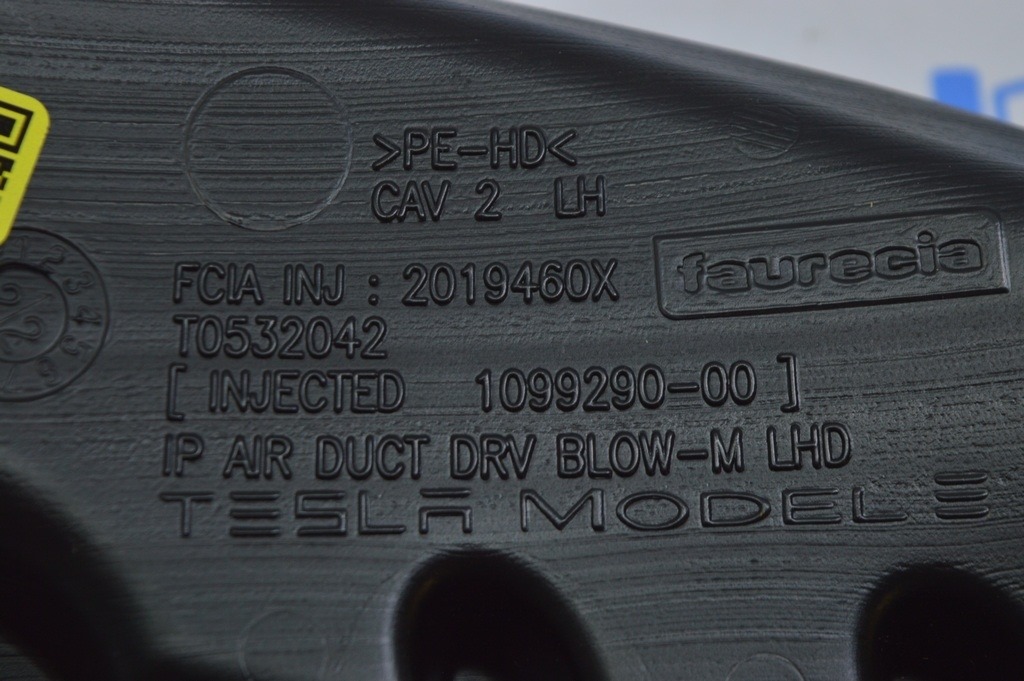 >PE-HD<
CAV 2 LH
faurecia
FCIA INJ : 2019460X
T0532042
[ INJECTED 1099290-00 ]
IP AIR DUCT DRV BLOW-M LHD
TESLA MODEL 3